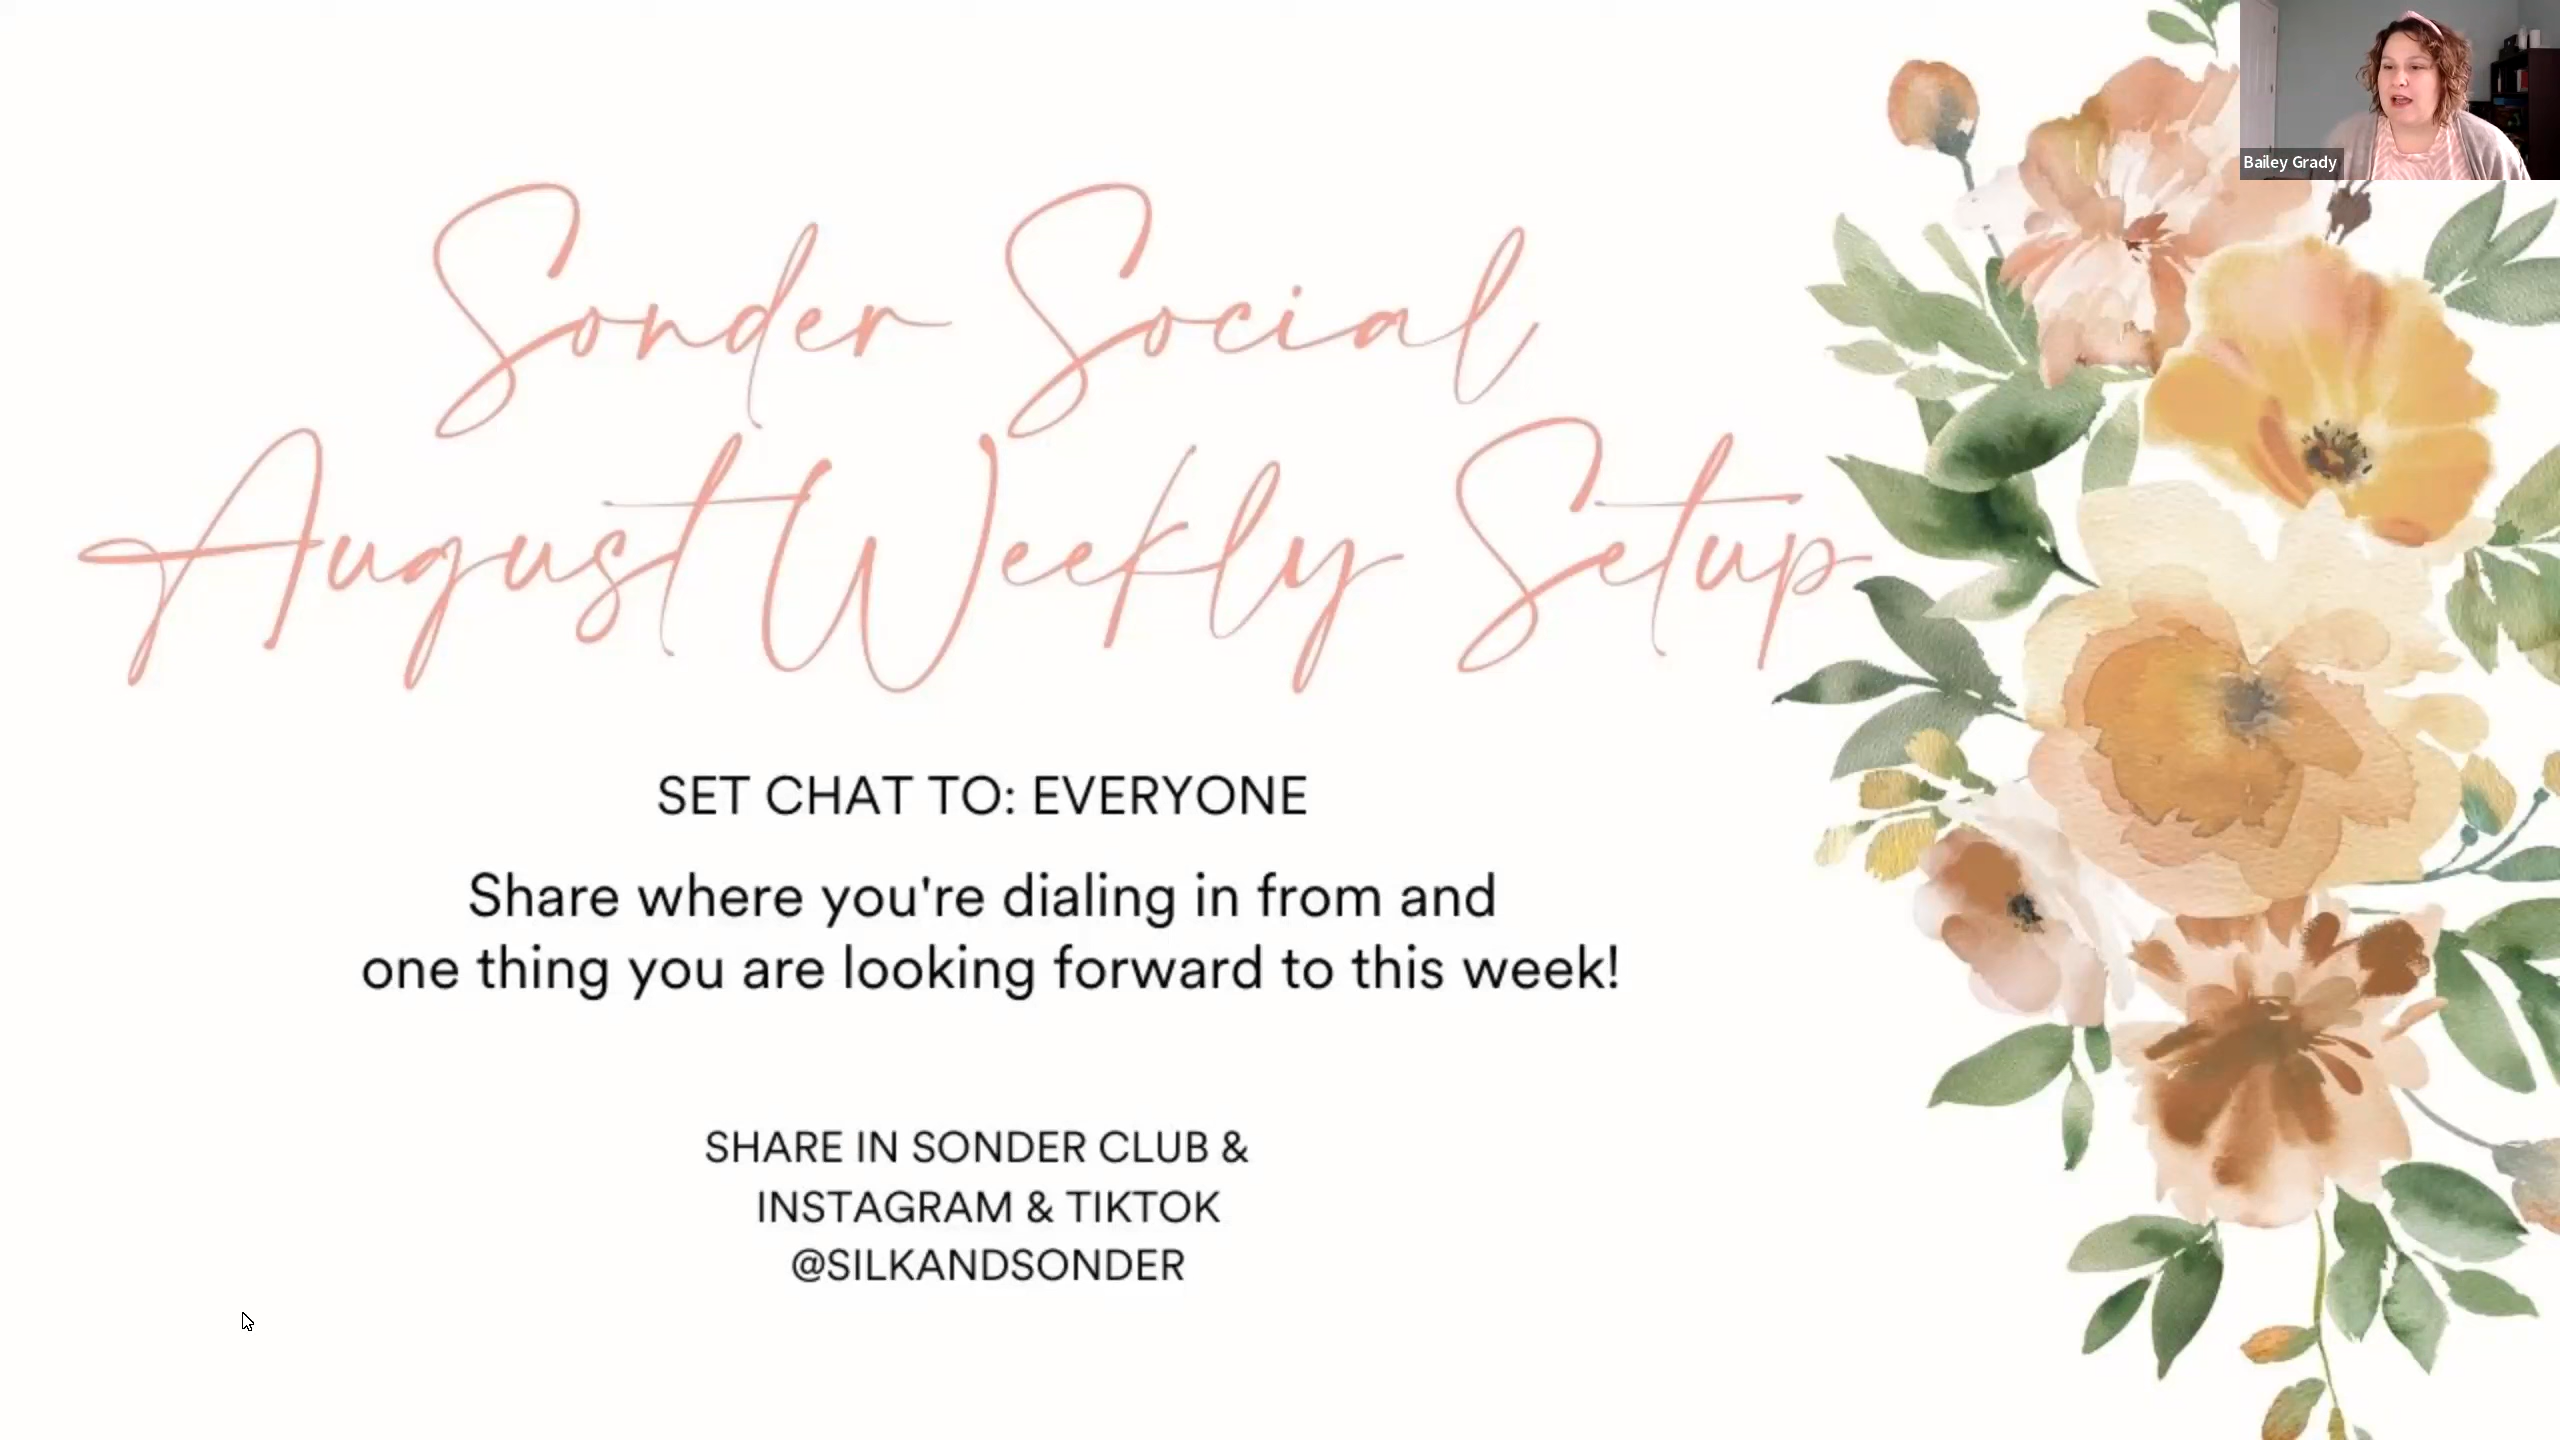 Bailey Grady
Sonder Social
August Weekly Setup
SET CHAT TO: EVERYONE
Share where you're dialing in from and
one thing you are looking forward to this week!
SHARE IN SONDER CLUB &
INSTAGRAM & TIKTOK
@SILKANDSONDER